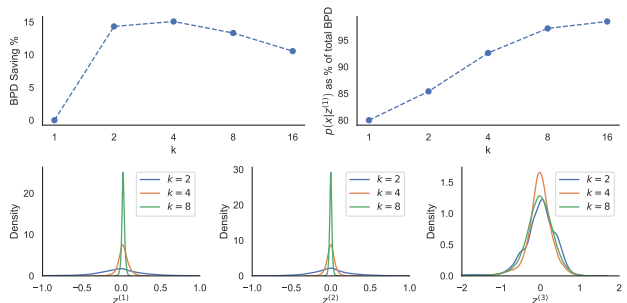 BPD Saving %
15
10
5
0
1 2 4 8 16
k
p(x|z⁽¹⁾) as % of total BPD
95
90
85
80
1 2 4 8 16
k
Density
20
10
0
k = 2
k = 4
k = 8
−1.0 −0.5 0.0 0.5 1.0
z⁽¹⁾
Density
30
20
10
0
k = 2
k = 4
k = 8
−1.0 −0.5 0.0 0.5 1.0
z⁽²⁾
Density
1.5
1.0
0.5
0.0
k = 2
k = 4
k = 8
−2 −1 0 1 2
z⁽³⁾